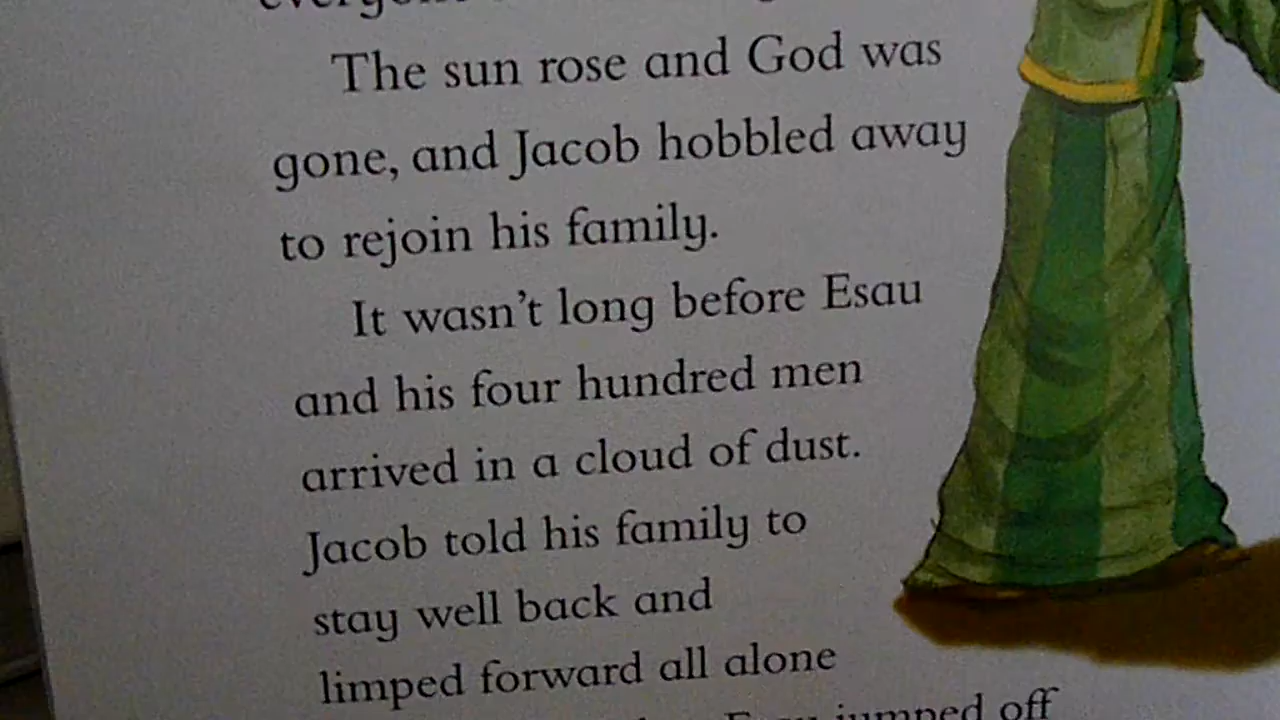 The sun rose and God was
gone, and Jacob hobbled away
to rejoin his family.
It wasn't long before Esau
and his four hundred men
arrived in a cloud of dust.
Jacob told his family to
stay well back and
limped forward all alone
jumped off